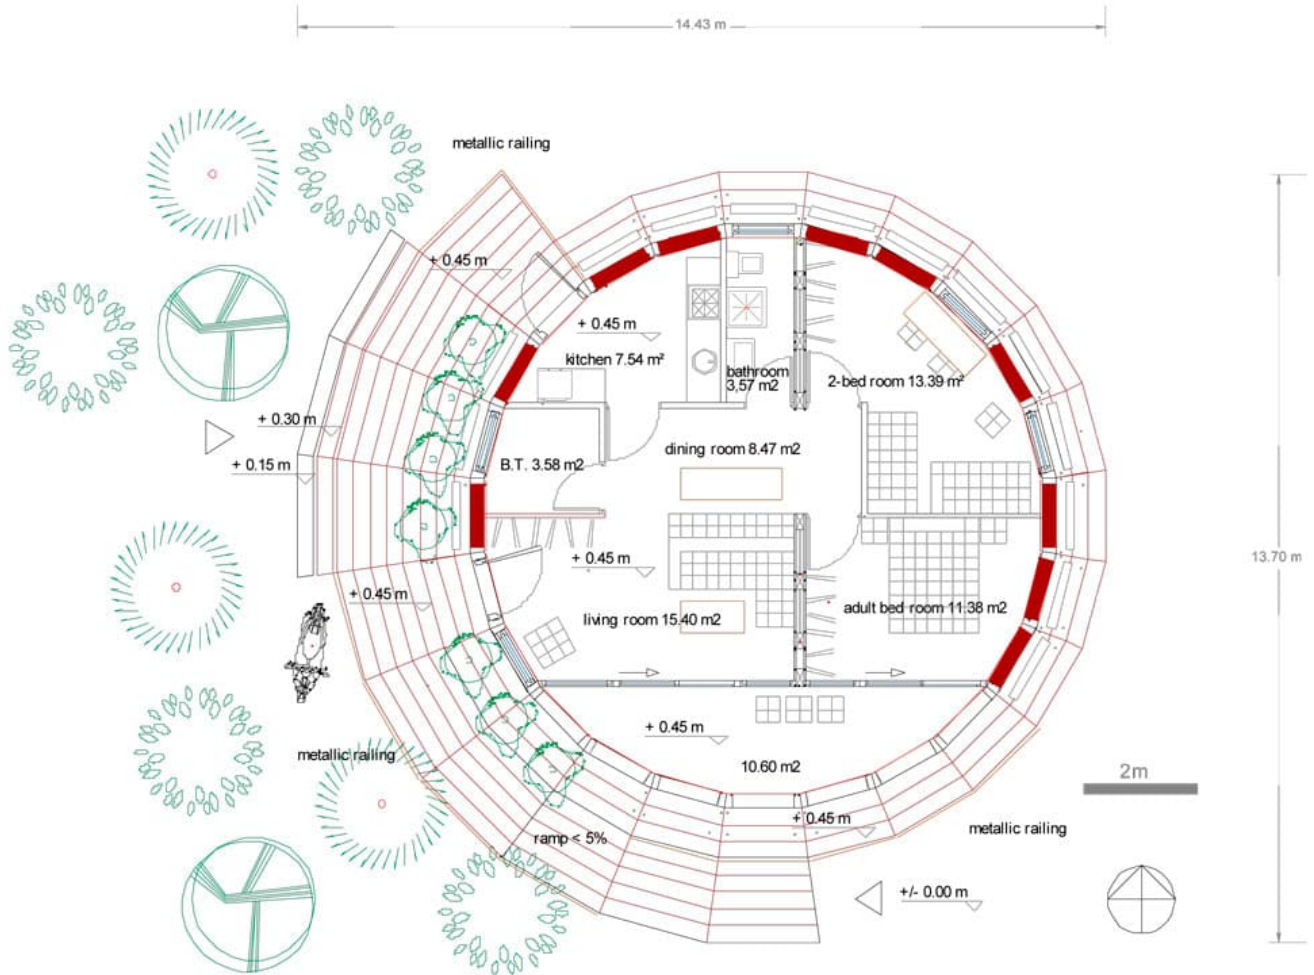 14.43 m
metallic railing
+ 0.45 m
+ 0.45 m
kitchen 7.54 m²
bathroom
3,57 m2
2-bed room 13.39 m²
+ 0.30 m
+ 0.15 m
B.T. 3.58 m2
dining room 8.47 m2
+ 0.45 m
+ 0.45 m
13.70 m
living room 15.40 m2
adult bed room 11.38 m2
+ 0.45 m
metallic railing
10.60 m2
2m
+ 0.45 m
metallic railing
ramp < 5%
+/- 0.00 m